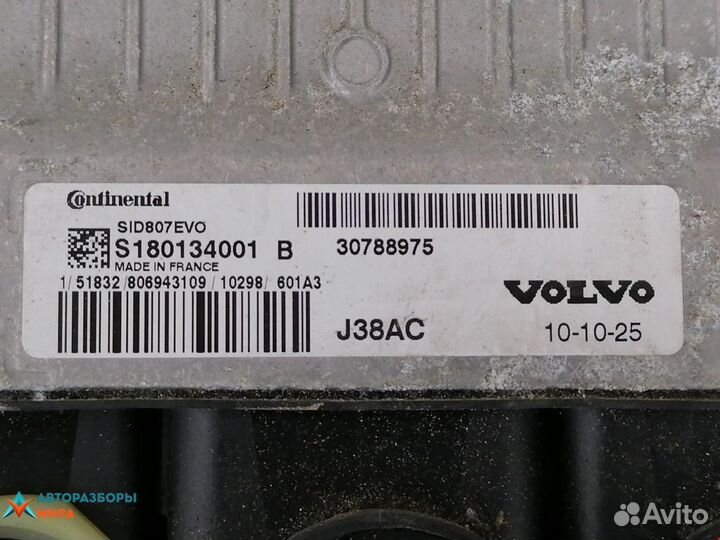 Continental
SID807EVO
S180134001 B
MADE IN FRANCE
30788975
1/ 51832/ 806943109 / 10298/ 601A3
VOLVO
J38AC
10-10-25
АВТОРАЗБОРЫ
МИРА
Avito